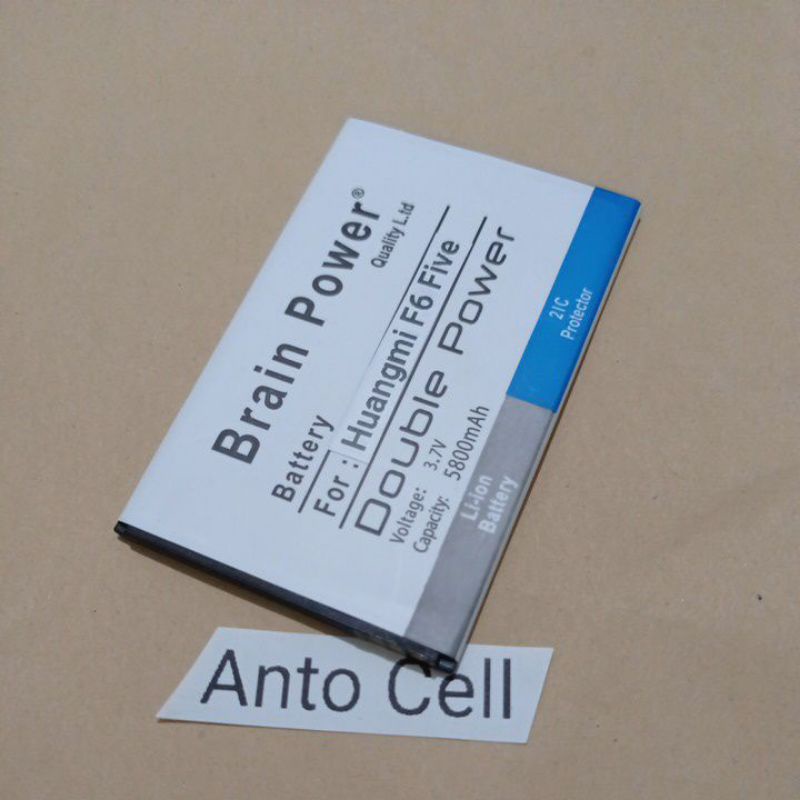 Brain Power®
Quality L.td
Battery
For : Huangmi F6 Five
Double Power
Voltage: 3.7V
Capacity: 5800mAh
Li-ion
Battery
2IC
Protector
Anto Cell